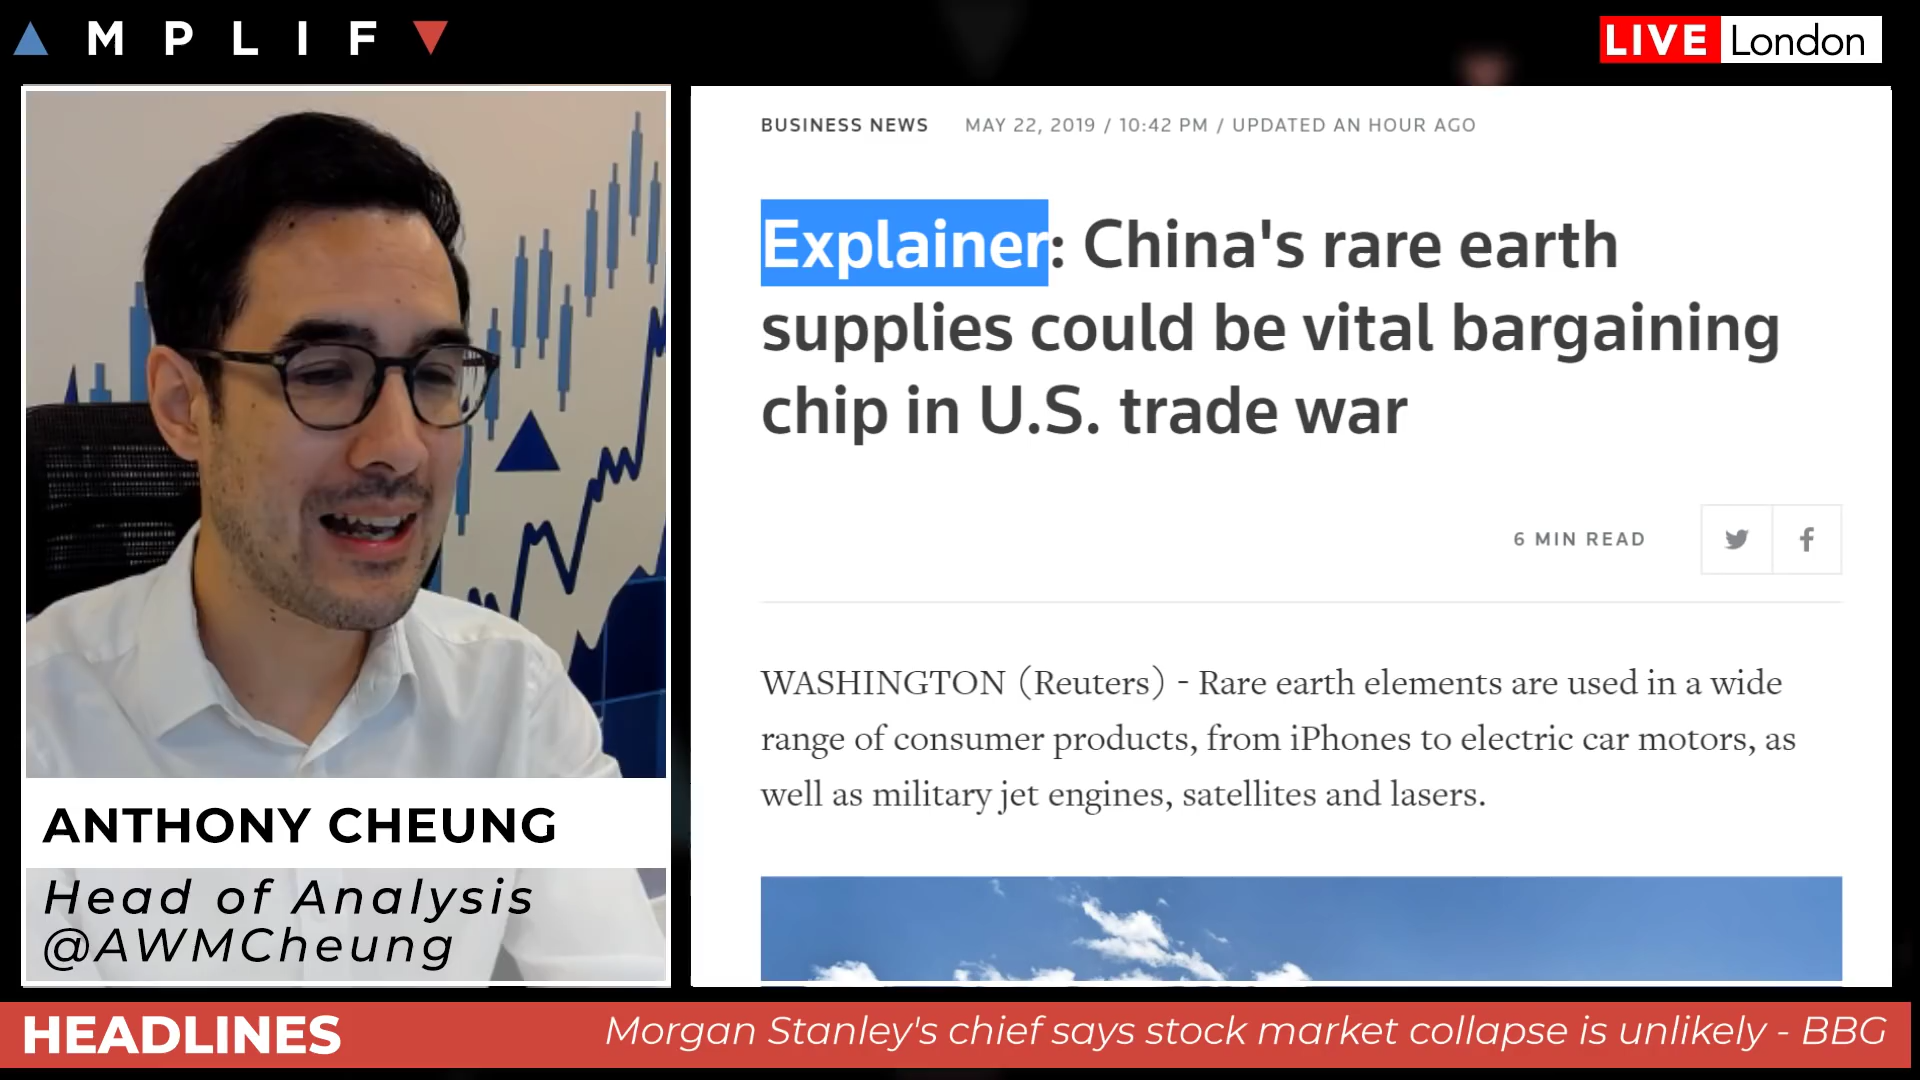 MPLIF
LIVE London
BUSINESS NEWS MAY 22, 2019 / 10:42 PM / UPDATED AN HOUR AGO
Explainer: China's rare earth
supplies could be vital bargaining
chip in U.S. trade war
6 MIN READ
WASHINGTON (Reuters) - Rare earth elements are used in a wide
range of consumer products, from iPhones to electric car motors, as
well as military jet engines, satellites and lasers.
ANTHONY CHEUNG
Head of Analysis
@AWMCheung
HEADLINES Morgan Stanley's chief says stock market collapse is unlikely - BBG